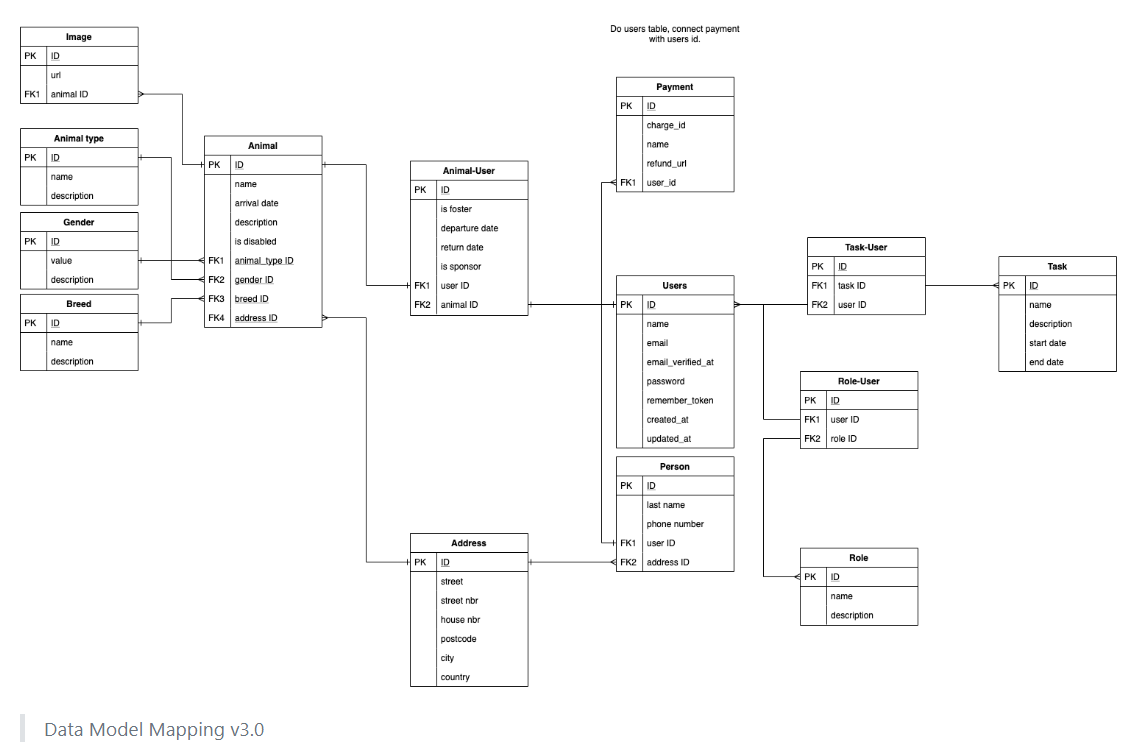 Do users table, connect payment
with users id.
Image
PK ID
url
FK1 animal ID
Animal type
PK ID
name
description
Gender
PK ID
value
description
Breed
PK ID
name
description
Animal
PK ID
name
arrival date
description
is disabled
FK1 animal_type ID
FK2 gender ID
FK3 breed ID
FK4 address ID
Animal-User
PK ID
is foster
departure date
return date
is sponsor
FK1 user ID
FK2 animal ID
Address
PK ID
street
street nbr
house nbr
postcode
city
country
Payment
PK ID
charge_id
name
refund_url
FK1 user_id
Users
PK ID
name
email
email_verified_at
password
remember_token
created_at
updated_at
Person
PK ID
last name
phone number
FK1 user ID
FK2 address ID
Task-User
PK ID
FK1 task ID
FK2 user ID
Role-User
PK ID
FK1 user ID
FK2 role ID
Role
PK ID
name
description
Task
PK ID
name
description
start date
end date
Data Model Mapping v3.0